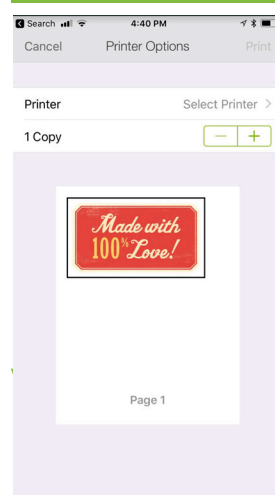 Search 4:40 PM
Cancel Printer Options Print
Printer Select Printer >
1 Copy − +
Made with
100% Love!
Page 1